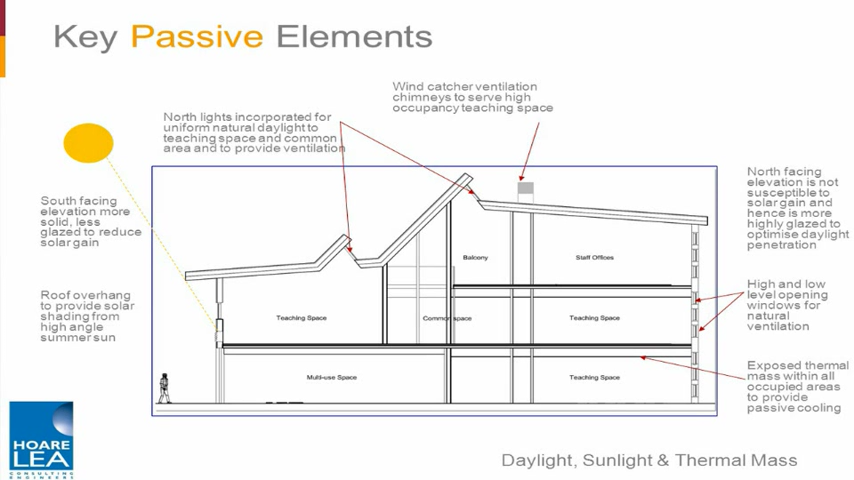 Key Passive Elements
Wind catcher ventilation
chimneys to serve high
occupancy teaching space
North lights incorporated for
uniform natural daylight to
teaching space and common
area and to provide ventilation
South facing
elevation more
solid, less
glazed to reduce
solar gain
Roof overhang
to provide solar
shading from
high angle
summer sun
North facing
elevation is not
susceptible to
solar gain and
hence is more
highly glazed to
optimise daylight
penetration
High and low
level opening
windows for
natural
ventilation
Exposed thermal
mass within all
occupied areas
to provide
passive cooling
Balcony
Staff Offices
Teaching Space
Common space
Teaching Space
Multi-use Space
Teaching Space
HOARE
LEA
CONSULTING
ENGINEERS
Daylight, Sunlight & Thermal Mass